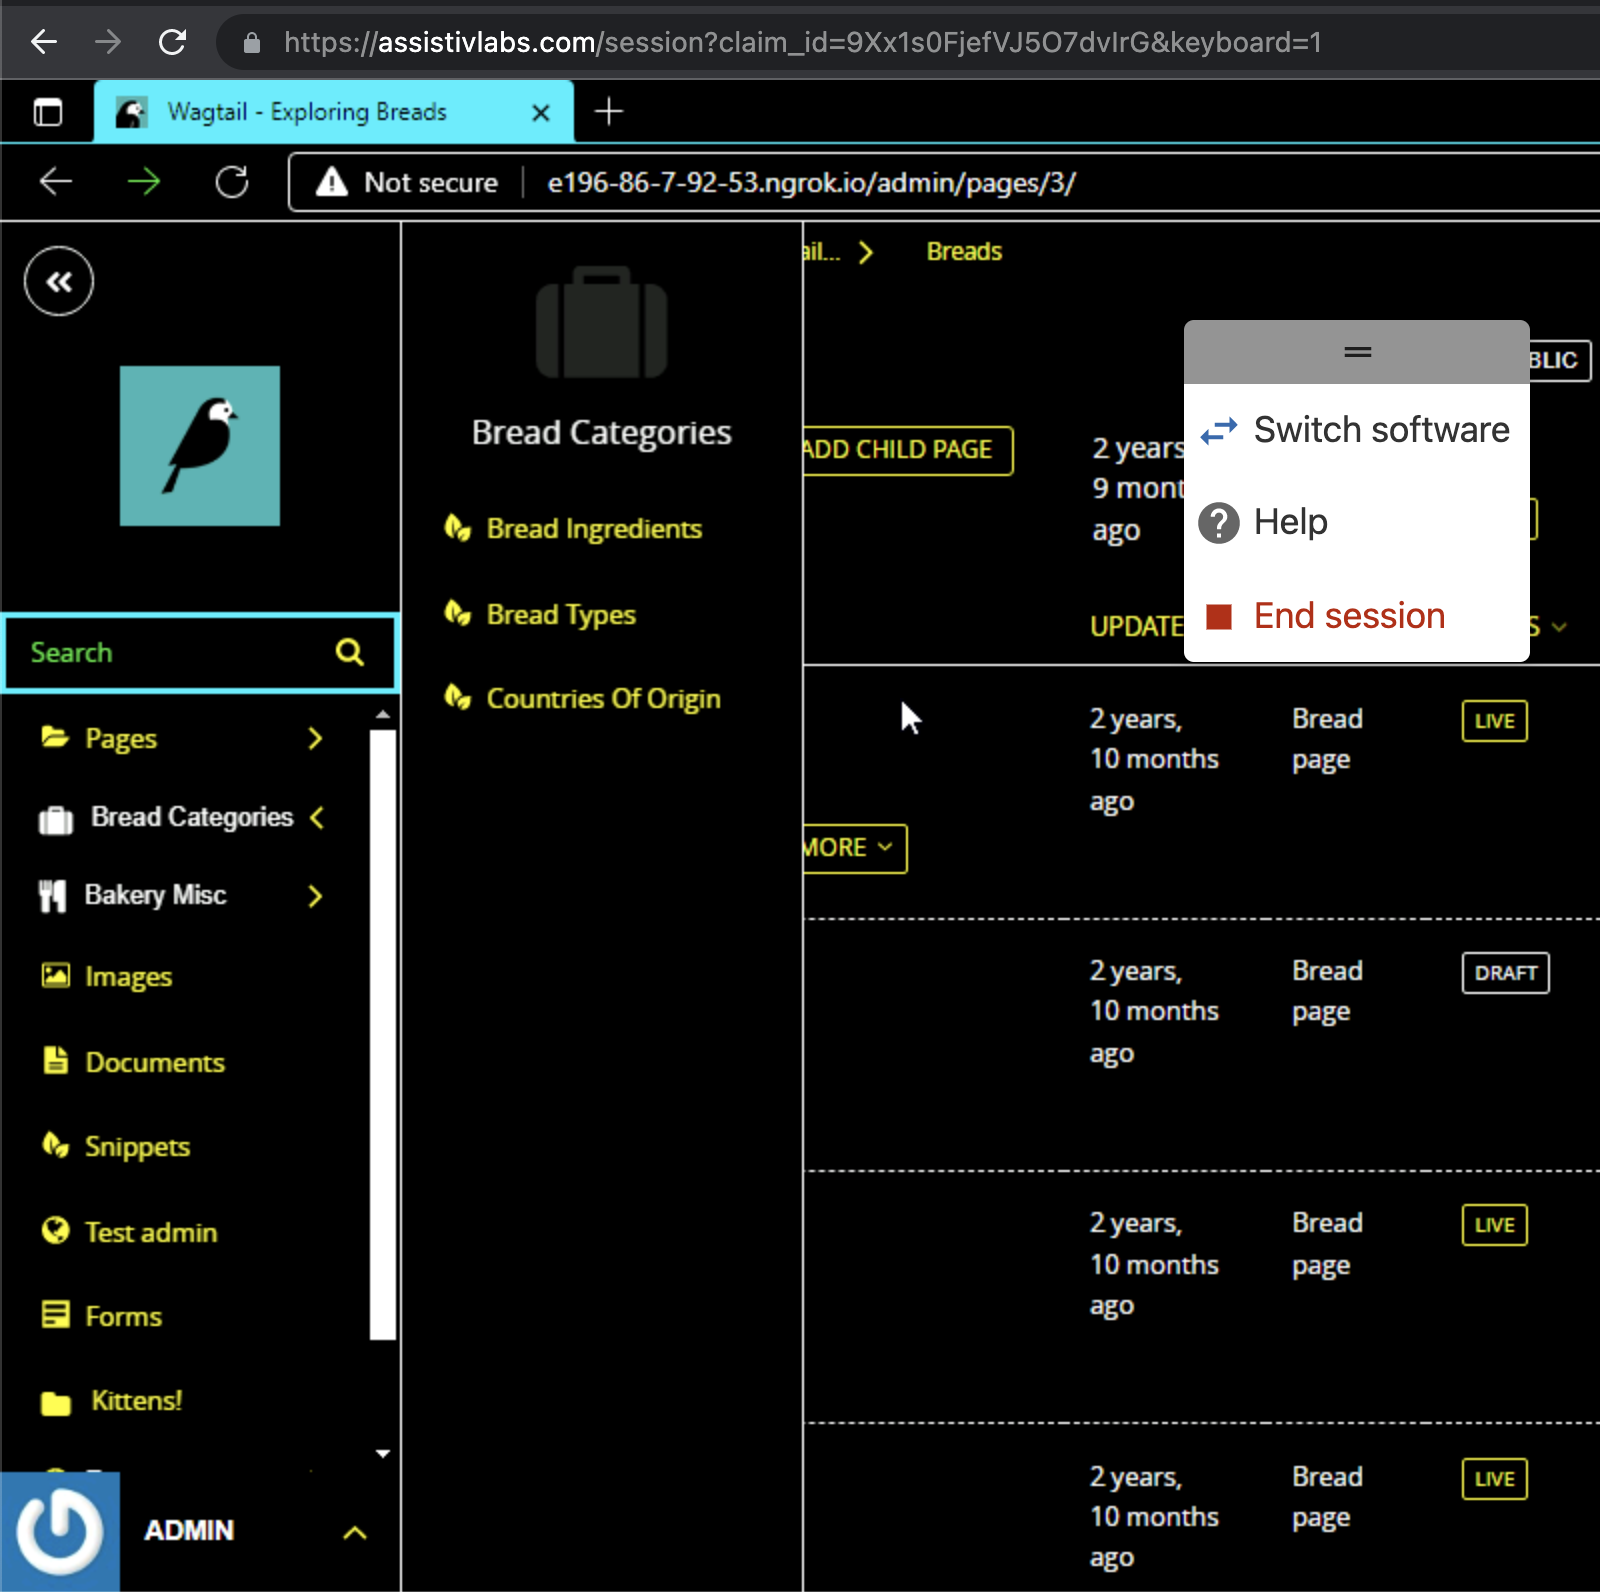 https://assistivlabs.com/session?claim_id=9Xx1s0FjefVJ5O7dvIrG&keyboard=1
Wagtail - Exploring Breads
Not secure
e196-86-7-92-53.ngrok.io/admin/pages/3/
Search
Pages
Bread Categories
Bakery Misc
Images
Documents
Snippets
Test admin
Forms
Kittens!
ADMIN
Bread Categories
Bread Ingredients
Bread Types
Countries Of Origin
ail...
Breads
BLIC
ADD CHILD PAGE
2 years
9 mont
ago
UPDATE
S
Switch software
Help
End session
MORE
2 years,
10 months
ago
Bread
page
LIVE
2 years,
10 months
ago
Bread
page
DRAFT
2 years,
10 months
ago
Bread
page
LIVE
2 years,
10 months
ago
Bread
page
LIVE